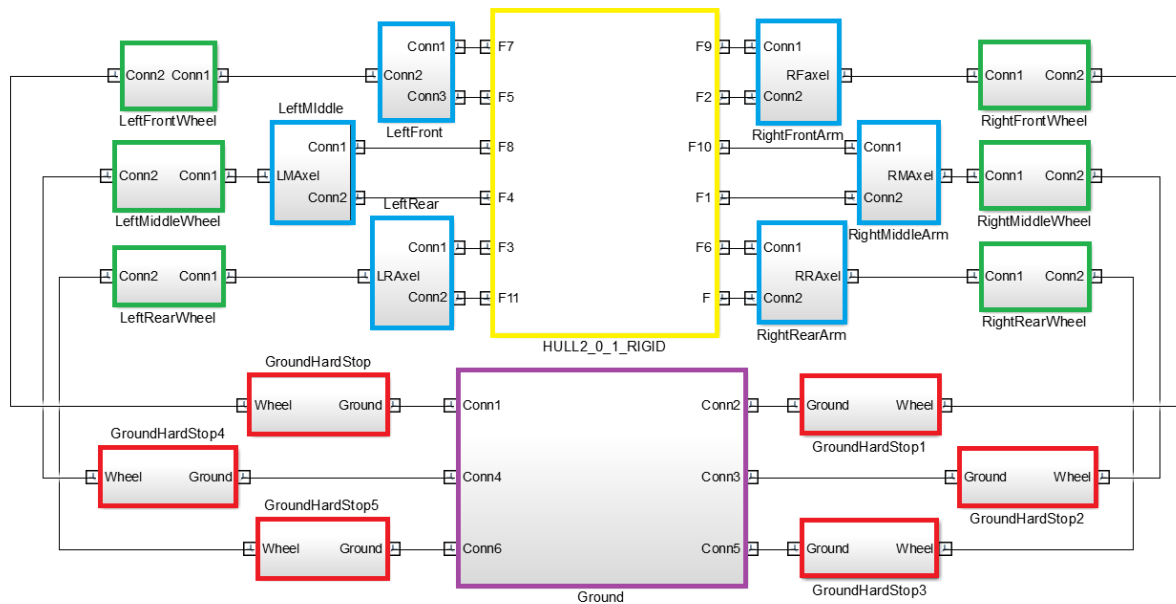 Conn2 Conn1
LeftFrontWheel
Conn1
Conn2
Conn3
LeftFront
F7
F5
F8
F4
F3
F11
F9
F2
F10
F1
F6
F
HULL2_0_1_RIGID
Conn1
RFaxel
Conn2
RightFrontArm
Conn1 Conn2
RightFrontWheel
LeftMIddle
Conn1
LMAxel
Conn2
Conn2 Conn1
LeftMiddleWheel
Conn1
RMAxel
Conn2
RightMiddleArm
Conn1 Conn2
RightMiddleWheel
LeftRear
Conn1
LRAxel
Conn2
Conn2 Conn1
LeftRearWheel
Conn1
RRAxel
Conn2
RightRearArm
Conn1 Conn2
RightRearWheel
GroundHardStop
Wheel Ground
GroundHardStop4
Wheel Ground
GroundHardStop5
Wheel Ground
Conn1 Conn2
Conn4 Conn3
Conn6 Conn5
Ground
Ground Wheel
GroundHardStop1
Ground Wheel
GroundHardStop2
Ground Wheel
GroundHardStop3